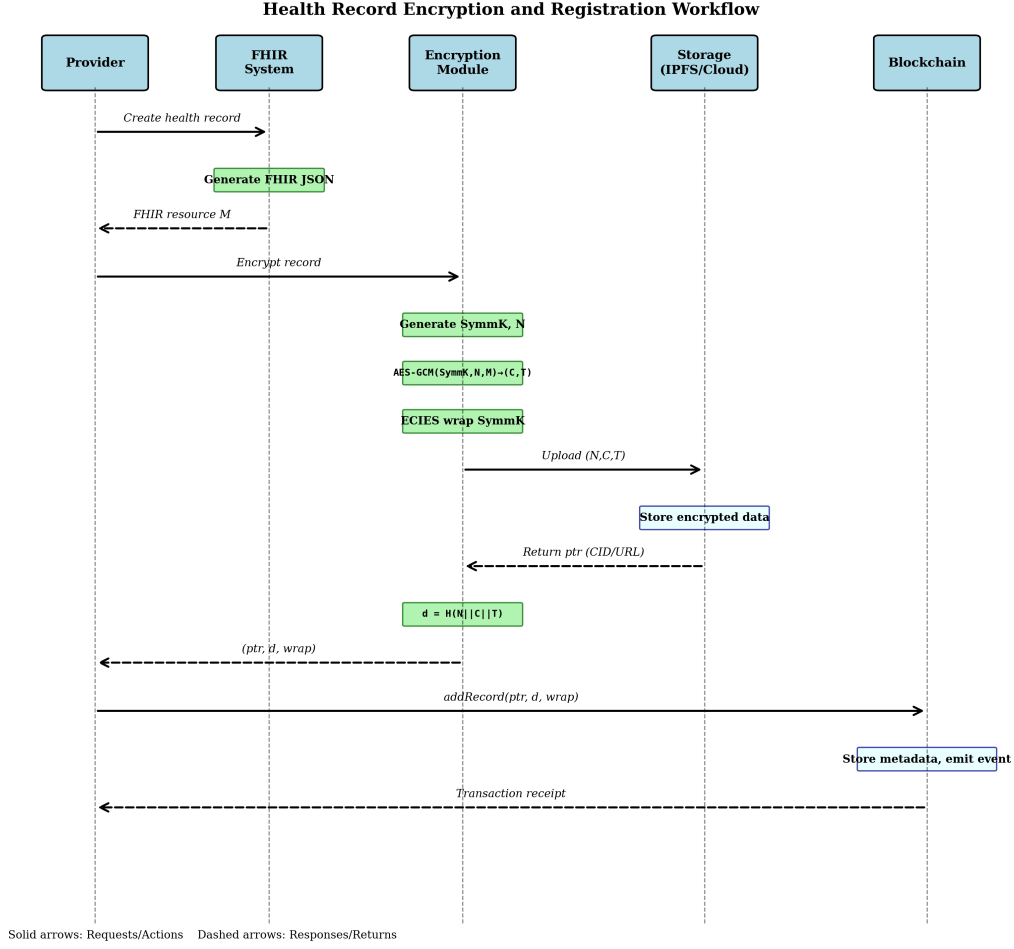 Health Record Encryption and Registration Workflow
Provider
FHIR
System
Encryption
Module
Storage
(IPFS/Cloud)
Blockchain
Create health record
Generate FHIR JSON
FHIR resource M
Encrypt record
Generate SymmK, N
AES-GCM(SymmK,N,M)→(C,T)
ECIES wrap SymmK
Upload (N,C,T)
Store encrypted data
Return ptr (CID/URL)
d = H(N||C||T)
(ptr, d, wrap)
addRecord(ptr, d, wrap)
Store metadata, emit event
Transaction receipt
Solid arrows: Requests/Actions    Dashed arrows: Responses/Returns